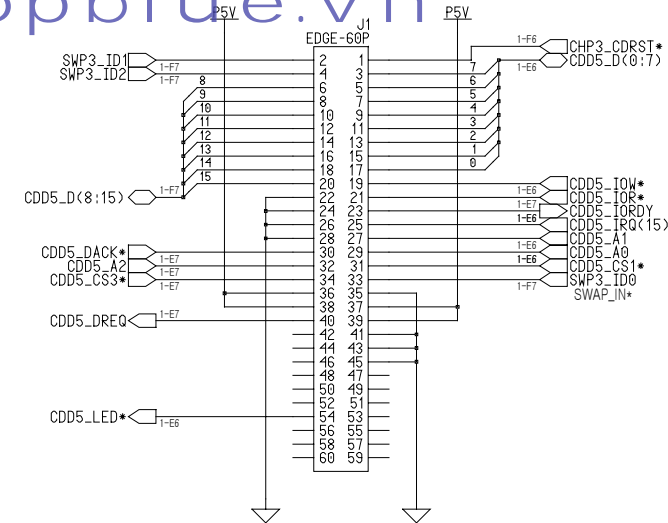 opblue.vn
P5V J1 P5V
EDGE-60P
1-F6 CHP3_CDRST*
SWP3_ID1 1-F7 2 1 7 1-E6 CDD5_D(0:7)
SWP3_ID2 1-F7 4 3 6
8 6 5 5
9 8 7 4
10 10 9 3
11 12 11 2
12 14 13 1
13 16 15 0
14 18 17
15 20 19 1-E6 CDD5_IOW*
CDD5_D(8:15) 1-F7 22 21 1-E7 CDD5_IOR*
24 23 1-E6 CDD5_IORDY
26 25 CDD5_IRQ(15)
28 27 1-E6 CDD5_A1
CDD5_DACK* 1-E7 30 29 1-E6 CDD5_A0
CDD5_A2 1-E7 32 31 CDD5_CS1*
CDD5_CS3* 1-E7 34 33 1-F7 SWP3_ID0
36 35 SWAP_IN*
38 37
CDD5_DREQ 1-E7 40 39
42 41
44 43
46 45
48 47
50 49
52 51
CDD5_LED* 1-E6 54 53
56 55
58 57
60 59